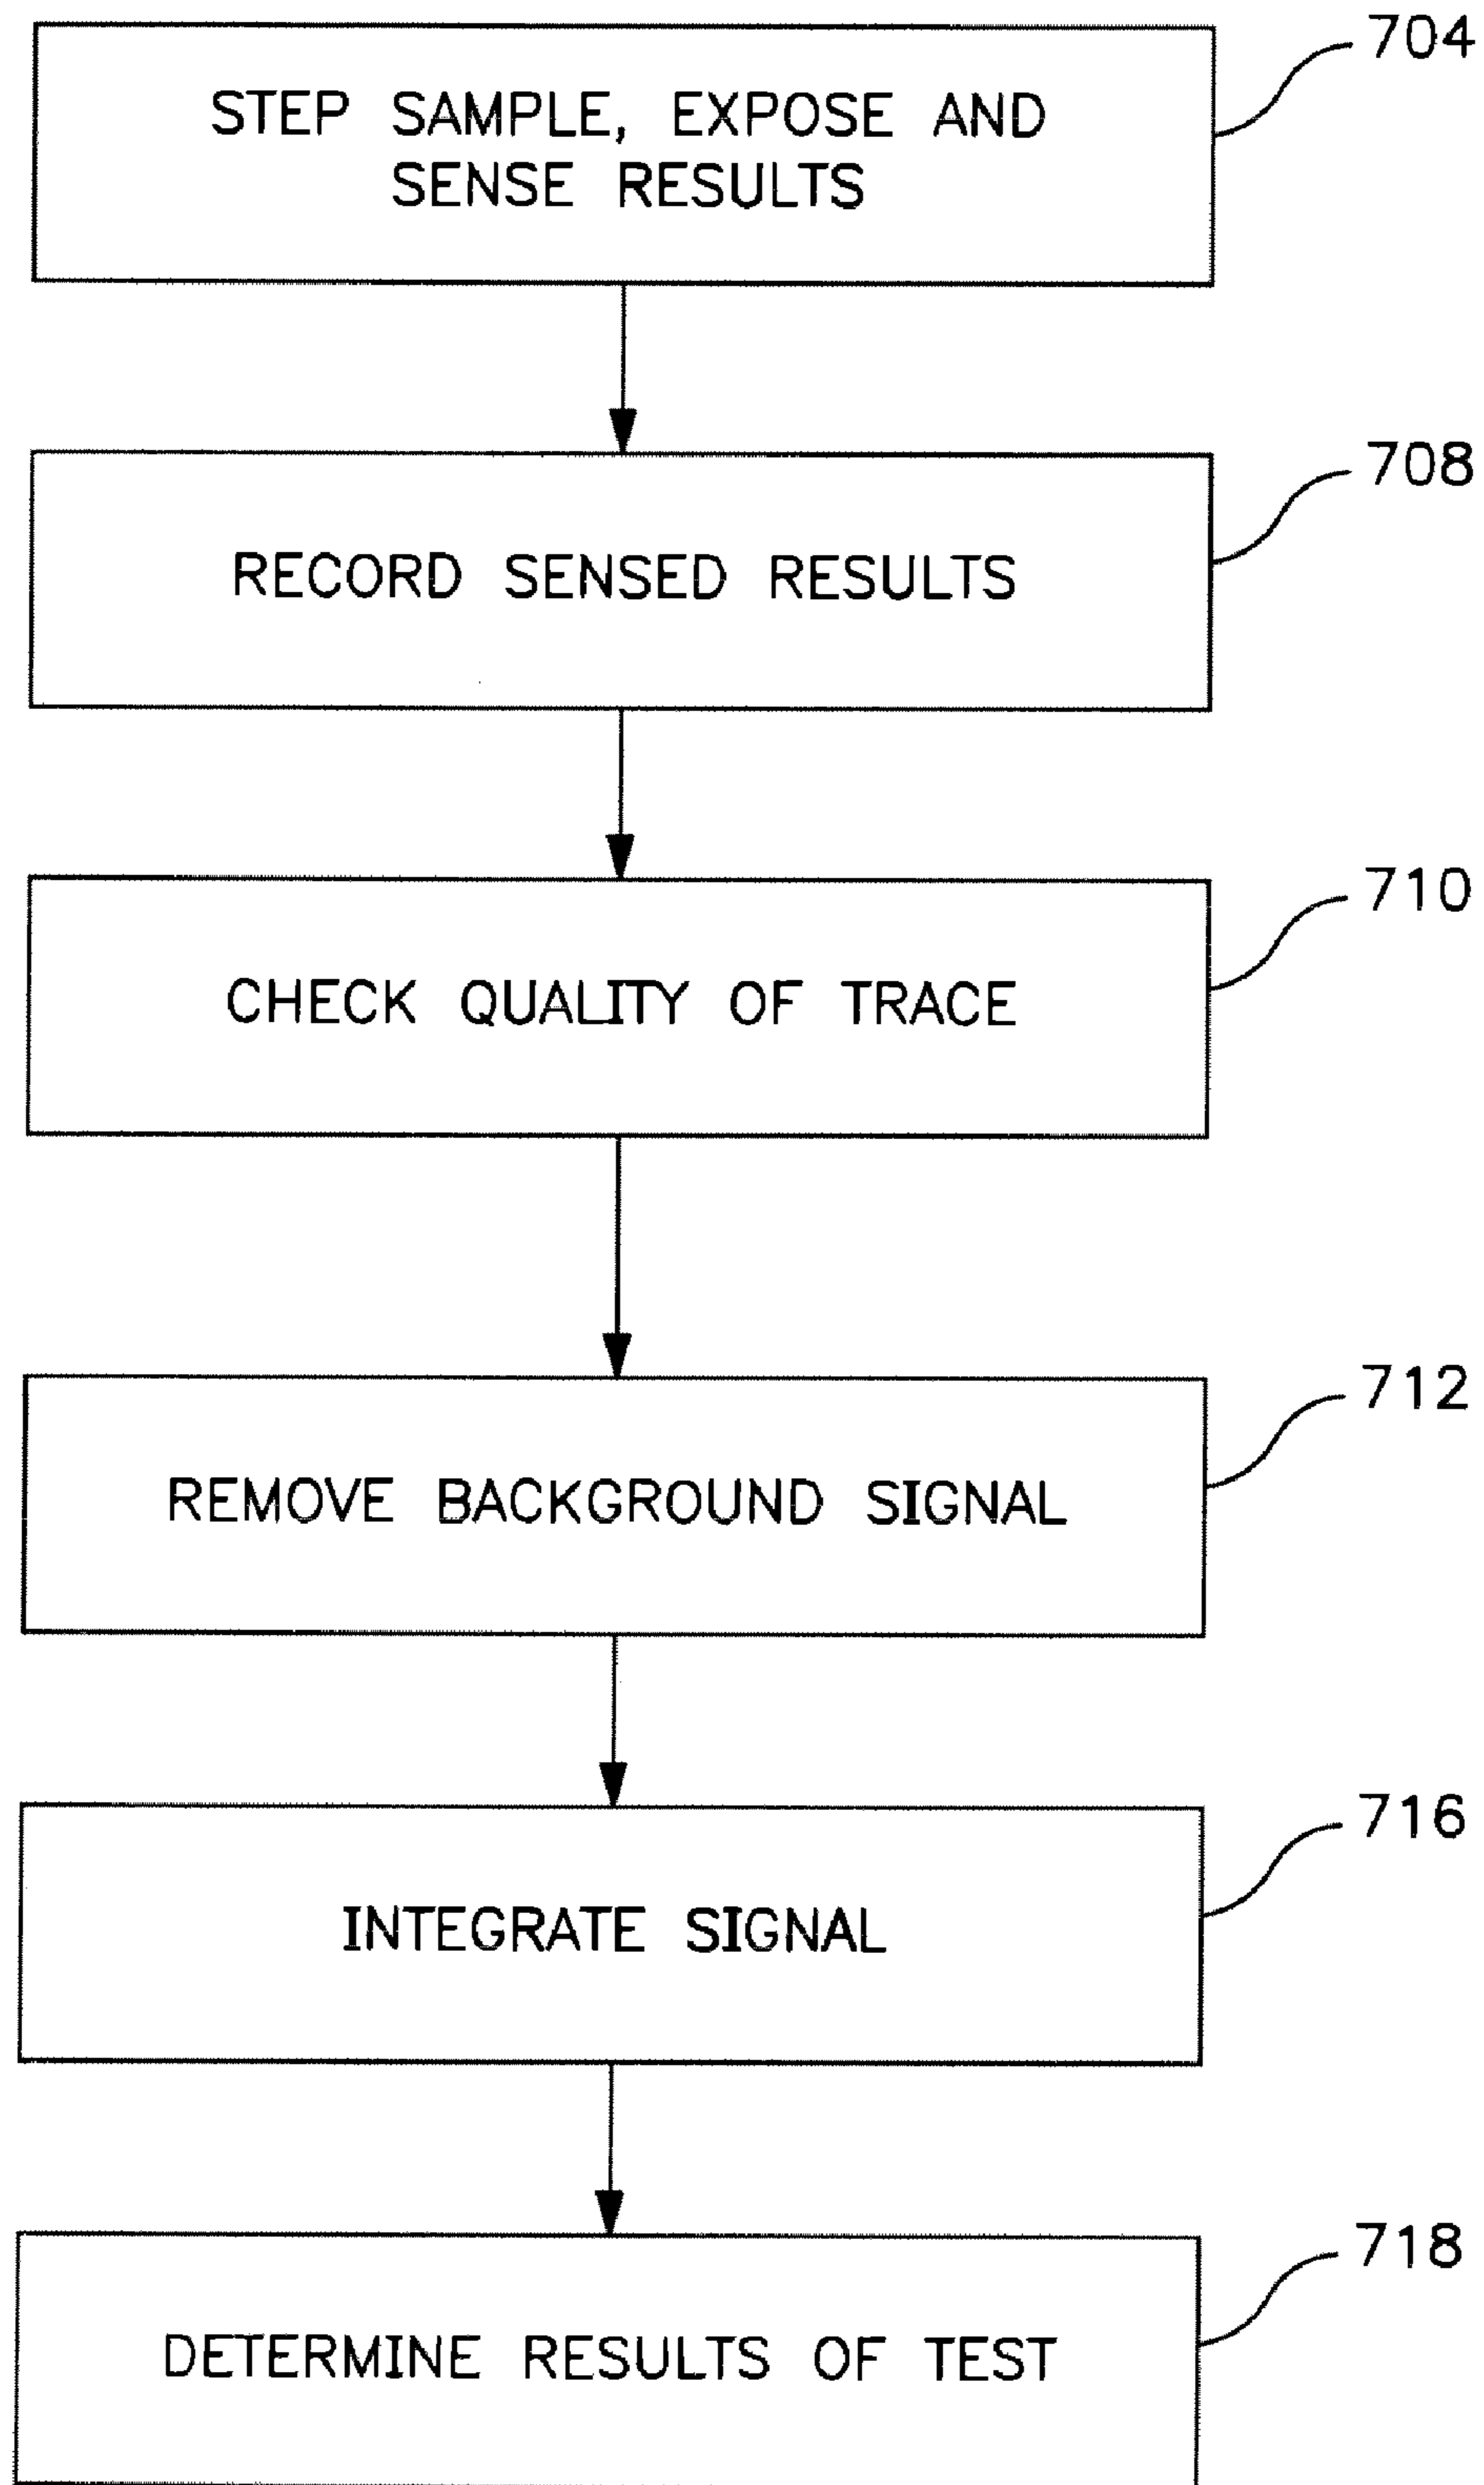 704
STEP SAMPLE, EXPOSE AND
SENSE RESULTS
708
RECORD SENSED RESULTS
710
CHECK QUALITY OF TRACE
712
REMOVE BACKGROUND SIGNAL
716
INTEGRATE SIGNAL
718
DETERMINE RESULTS OF TEST